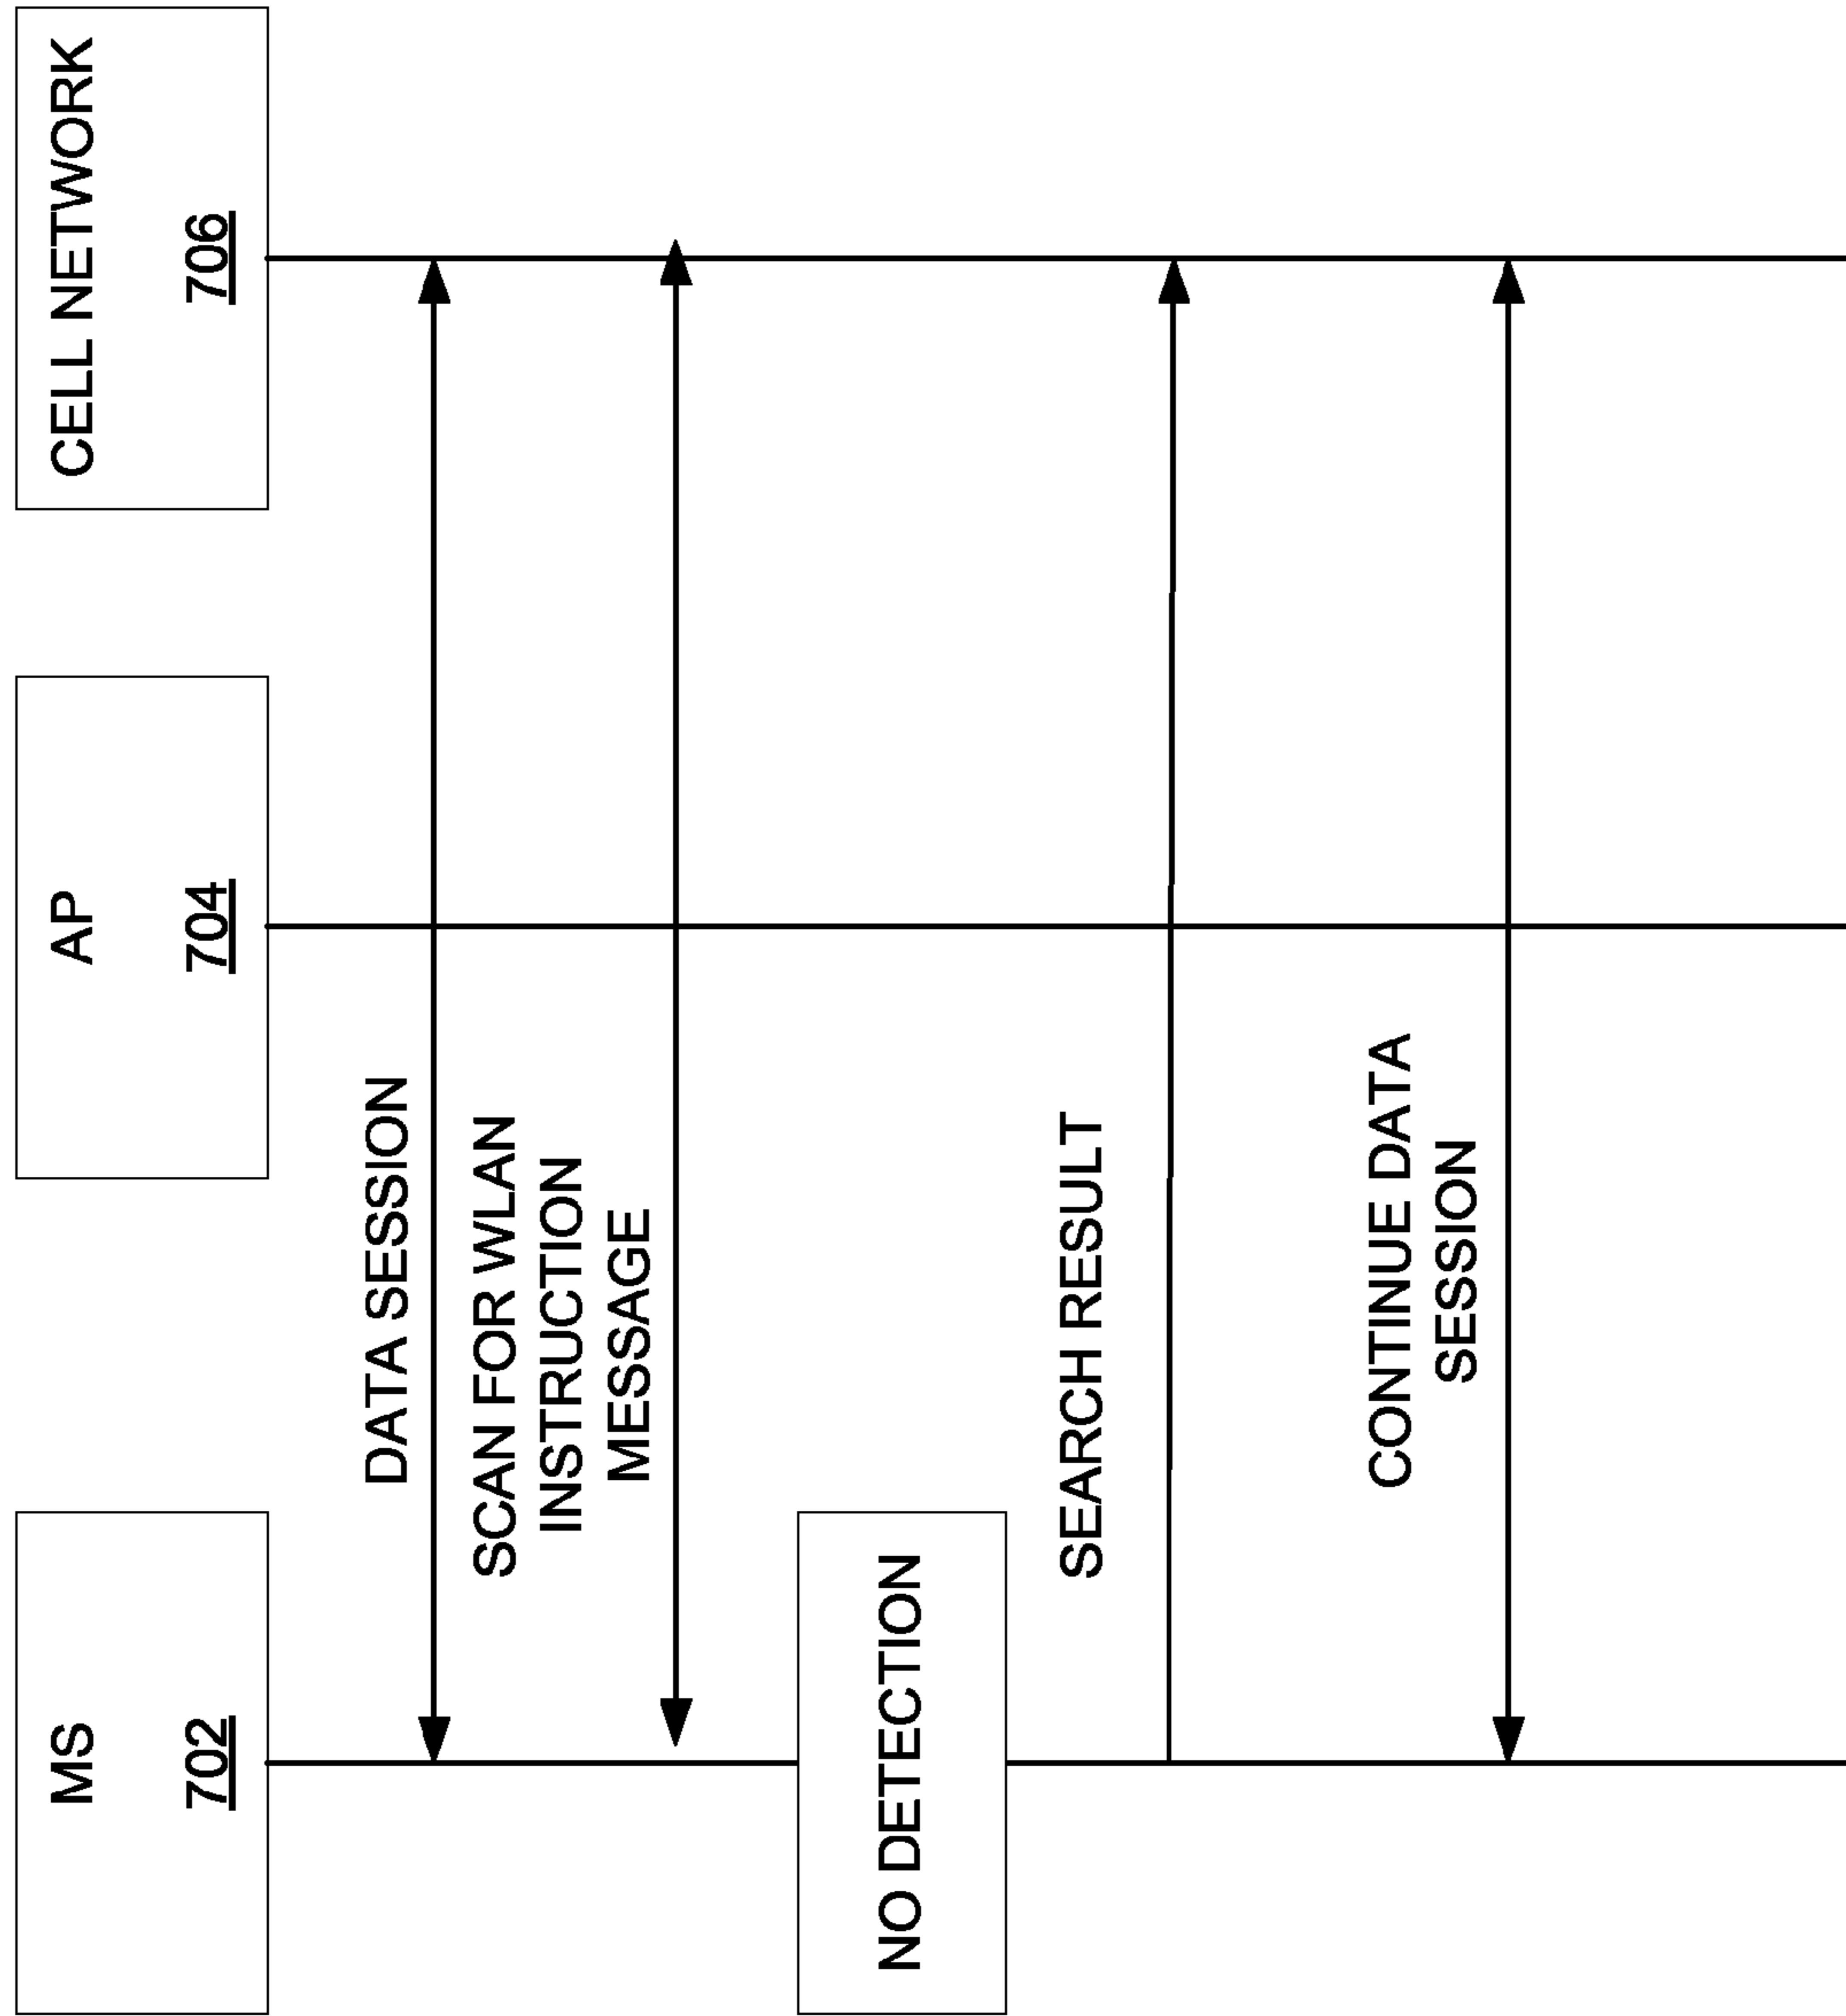 MS
702
AP
704
CELL NETWORK
706
DATA SESSION
SCAN FOR WLAN
INSTRUCTION
MESSAGE
NO DETECTION
SEARCH RESULT
CONTINUE DATA
SESSION